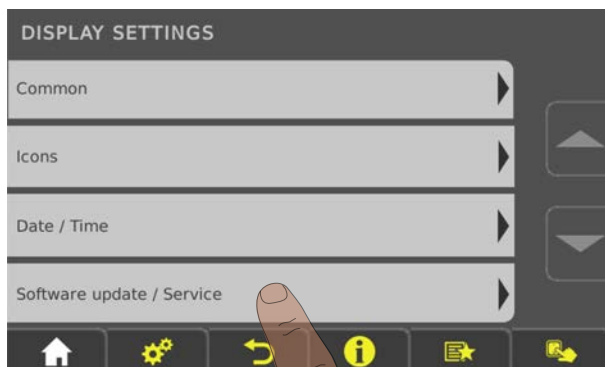 DISPLAY SETTINGS
Common
Icons
Date / Time
Software update / Service